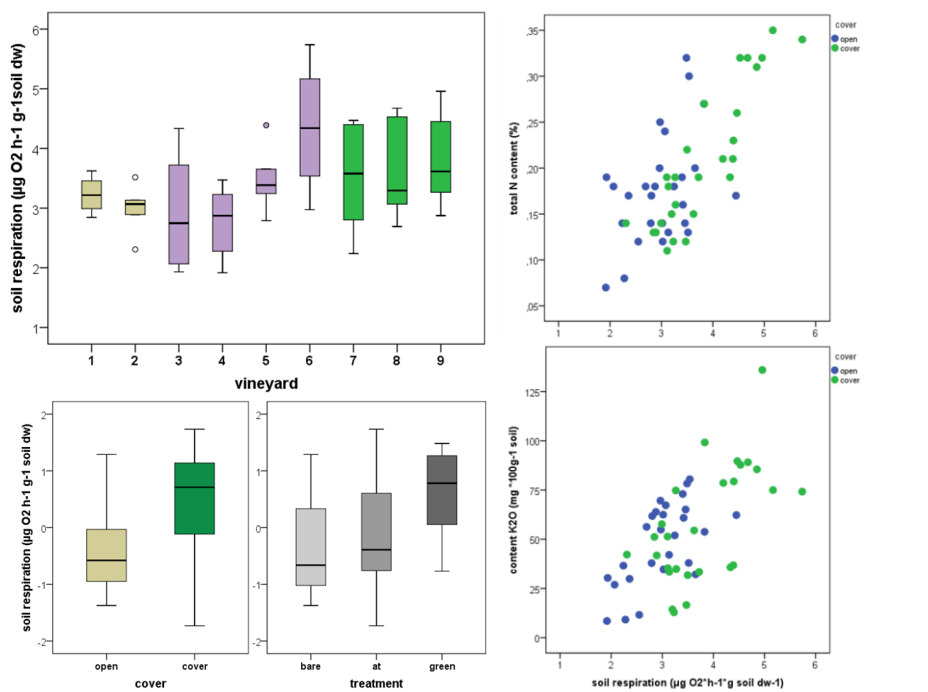 soil respiration (µg O2 h-1 g-1soil dw)
6
5
4
3
2
1
1 2 3 4 5 6 7 8 9
vineyard
total N content (%)
,35
,30
,25
,20
,15
,10
,05
1 2 3 4 5 6
cover
open
cover
soil respiration (µg O2 h-1 g-1 soil dw)
2
1
0
-1
-2
open cover
cover
2
1
0
-1
-2
bare at green
treatment
content K2O (mg *100g-1 soil)
125
100
75
50
25
0
1 2 3 4 5 6
soil respiration (µg O2*h-1*g soil dw-1)
cover
open
cover